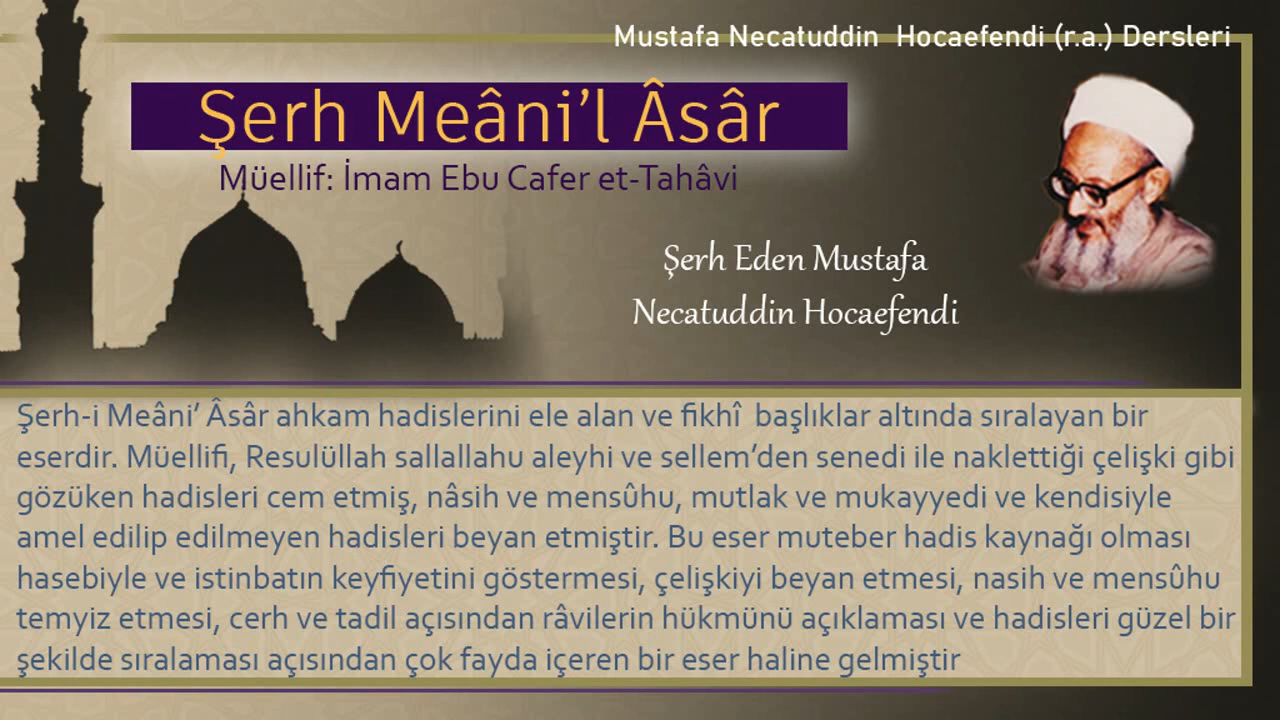 Mustafa Necatuddin Hocaefendi (r.a.) Dersleri
Şerh Meâni’l Âsâr
Müellif: İmam Ebu Cafer et-Tahâvi
Şerh Eden Mustafa
Necatuddin Hocaefendi
Şerh-i Meâni’ Âsâr ahkam hadislerini ele alan ve fikhî başlıklar altında sıralayan bir
eserdir. Müellifi, Resulüllah sallallahu aleyhi ve sellem’den senedi ile naklettiği çelişki gibi
gözüken hadisleri cem etmiş, nâsih ve mensûhu, mutlak ve mukayyedi ve kendisiyle
amel edilip edilmeyen hadisleri beyan etmiştir. Bu eser muteber hadis kaynağı olması
hasebiyle ve istinbatın keyfiyetini göstermesi, çelişkiyi beyan etmesi, nasih ve mensûhu
temyiz etmesi, cerh ve tadil açısından râvilerin hükmünü açıklaması ve hadisleri güzel bir
şekilde sıralaması açısından çok fayda içeren bir eser haline gelmiştir